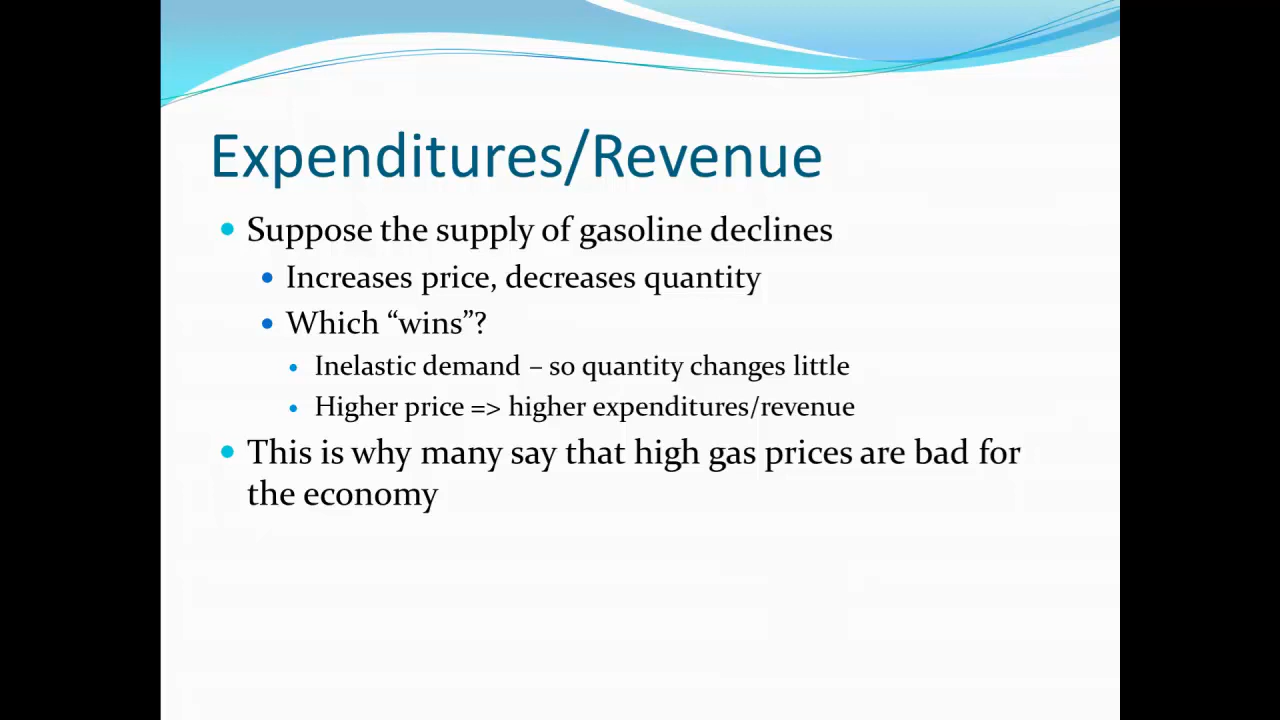 Expenditures/Revenue
• Suppose the supply of gasoline declines
• Increases price, decreases quantity
• Which “wins”?
• Inelastic demand – so quantity changes little
• Higher price => higher expenditures/revenue
• This is why many say that high gas prices are bad for
the economy